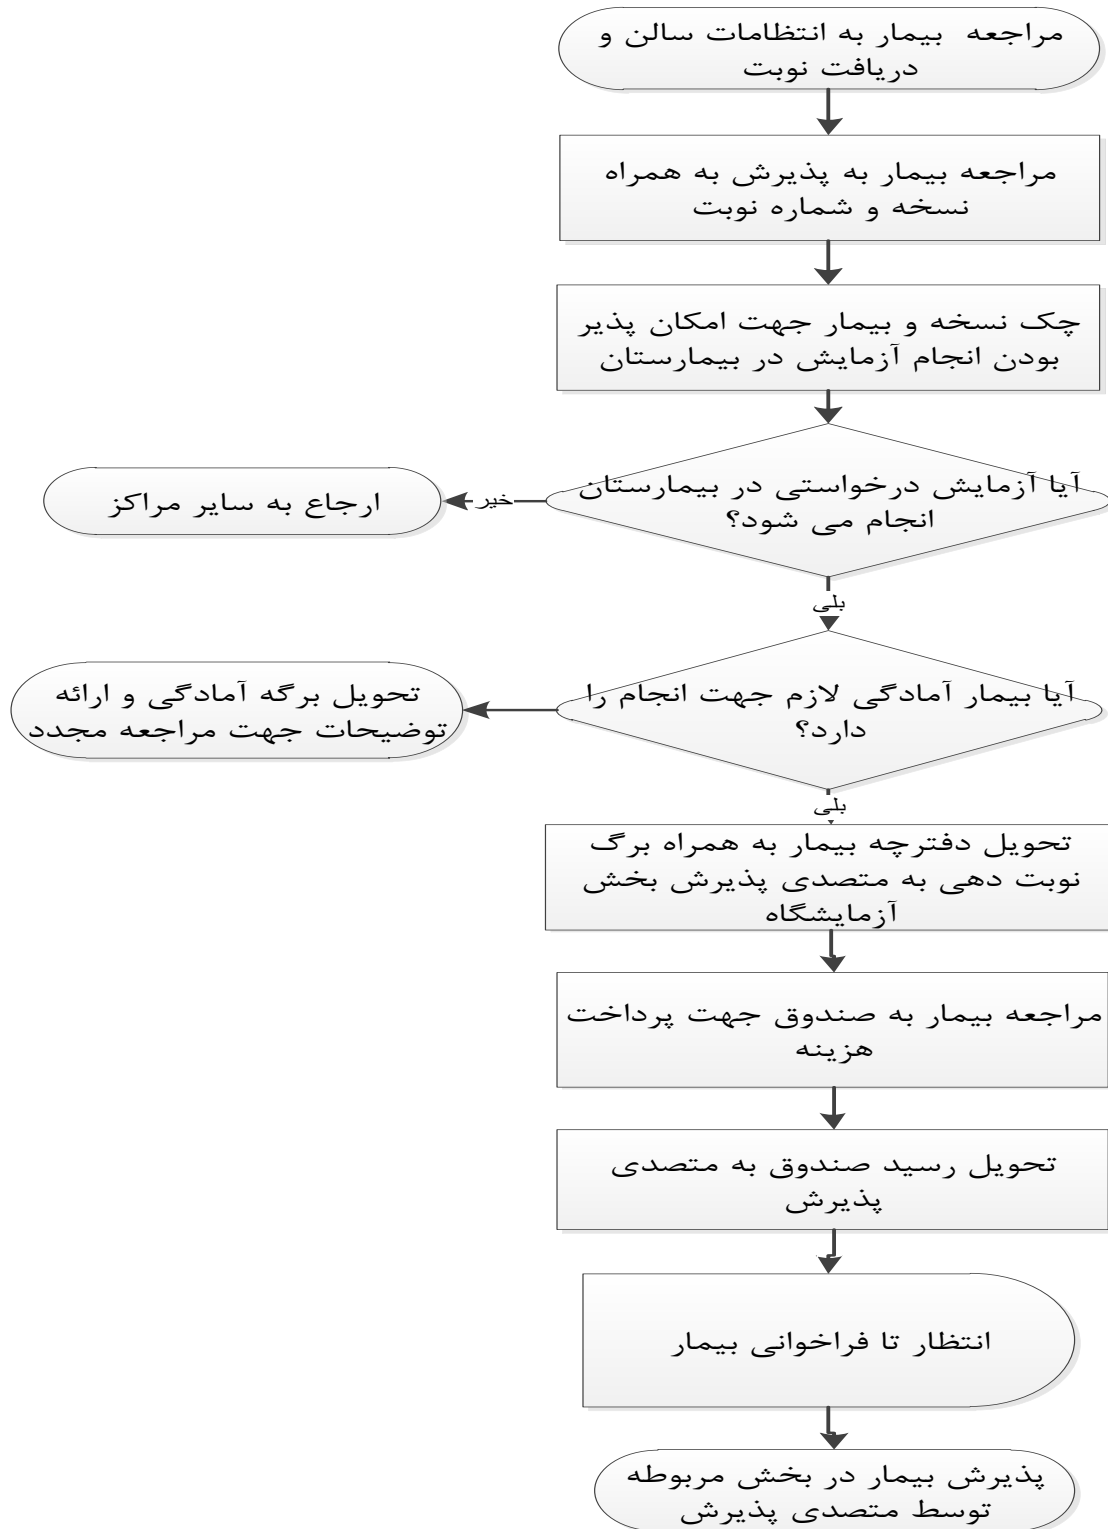 مراجعه بیمار به انتظامات سالن و
دریافت نوبت
مراجعه بیمار به پذیرش به همراه
نسخه و شماره نوبت
چک نسخه و بیمار جهت امکان پذیر
بودن انجام آزمایش در بیمارستان
آیا آزمایش درخواستی در بیمارستان
انجام می شود؟
خیر
ارجاع به سایر مراکز
بلی
آیا بیمار آمادگی لازم جهت انجام را
دارد؟
تحویل برگه آمادگی و ارائه
توضیحات جهت مراجعه مجدد
بلی
تحویل دفترچه بیمار به همراه برگ
نوبت دهی به متصدی پذیرش بخش
آزمایشگاه
مراجعه بیمار به صندوق جهت پرداخت
هزینه
تحویل رسید صندوق به متصدی
پذیرش
انتظار تا فراخوانی بیمار
پذیرش بیمار در بخش مربوطه
توسط متصدی پذیرش